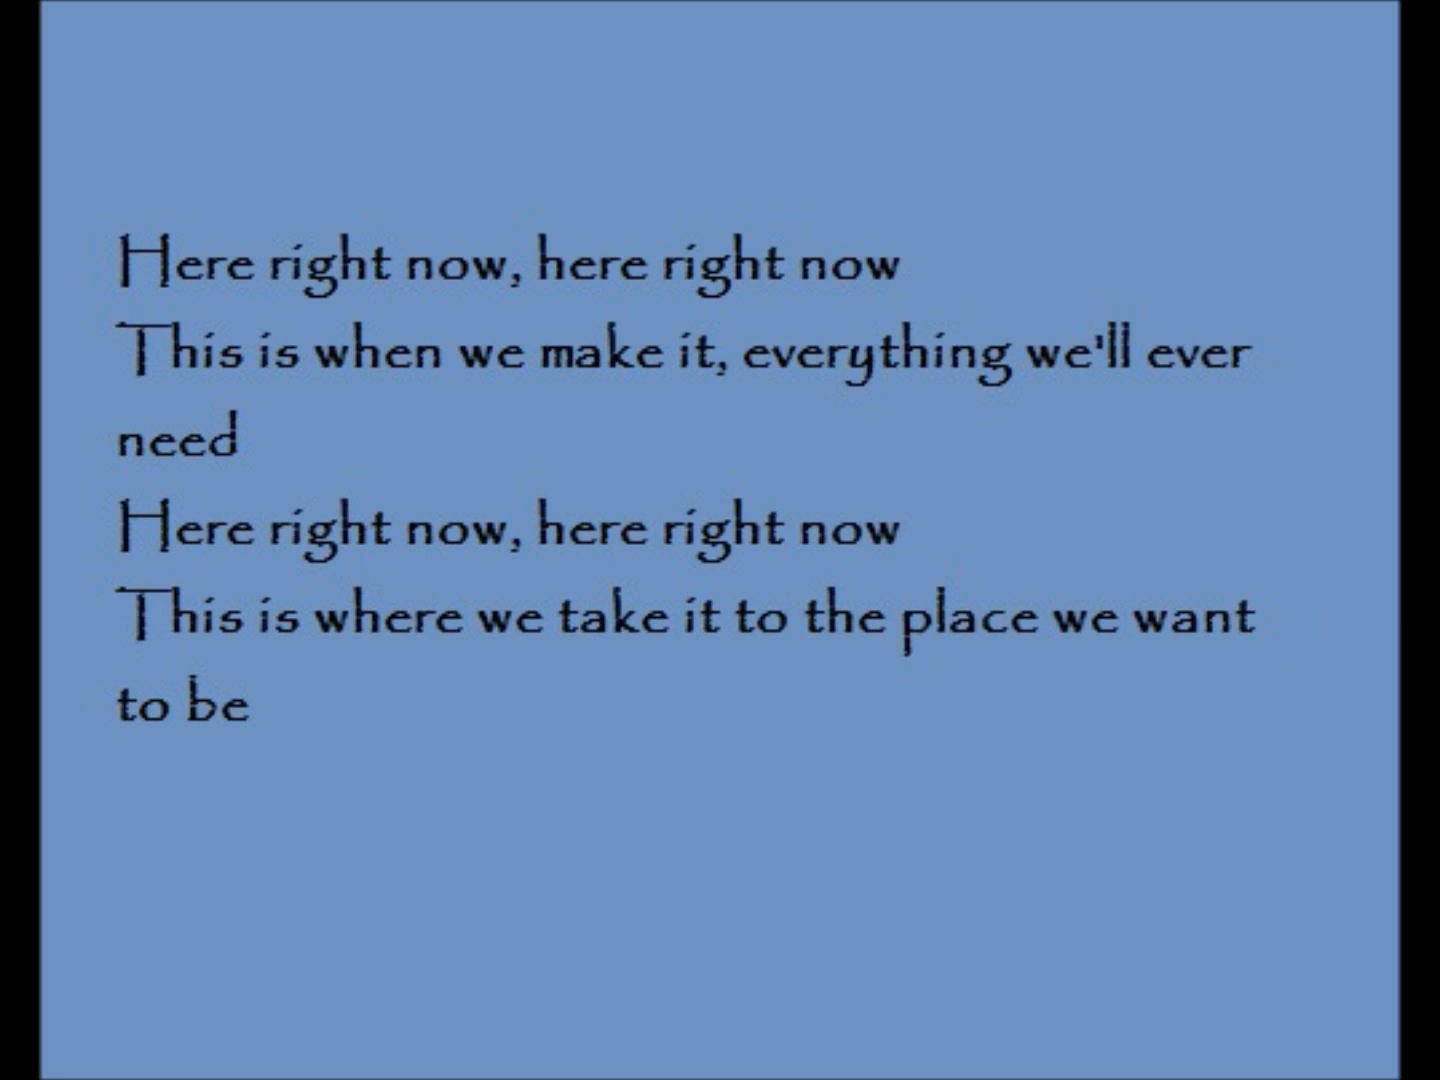 Here right now, here right now
This is when we make it, everything we'll ever
need
Here right now, here right now
This is where we take it to the place we want
to be